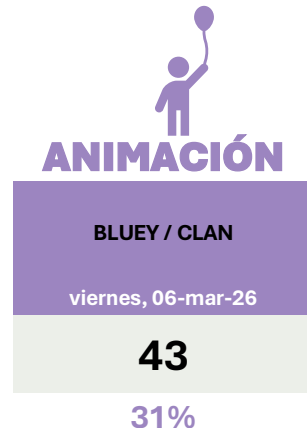 ANIMACIÓN
BLUEY / CLAN
viernes, 06-mar-26
43
31%